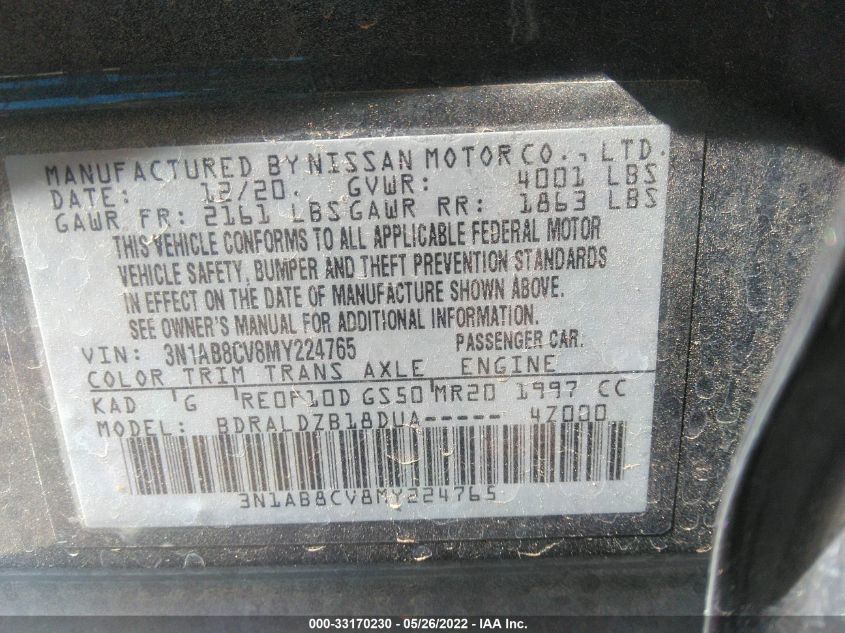 MANUFACTURED BY NISSAN MOTOR CO., LTD.
DATE: 12/20. GVWR: 4001 LBS
GAWR FR: 2161 LBS GAWR RR: 1863 LBS
THIS VEHICLE CONFORMS TO ALL APPLICABLE FEDERAL MOTOR
VEHICLE SAFETY, BUMPER AND THEFT PREVENTION STANDARDS
IN EFFECT ON THE DATE OF MANUFACTURE SHOWN ABOVE.
SEE OWNER'S MANUAL FOR ADDITIONAL INFORMATION.
VIN: 3N1AB8CV8MY224765 PASSENGER CAR.
COLOR TRIM TRANS AXLE ENGINE
KAD G RE0F10D GS50 MR20 1997 CC
MODEL: BDRALDZB18DUA----- 4Z000
3N1AB8CV8MY224765
000-33170230 - 05/26/2022 - IAA Inc.